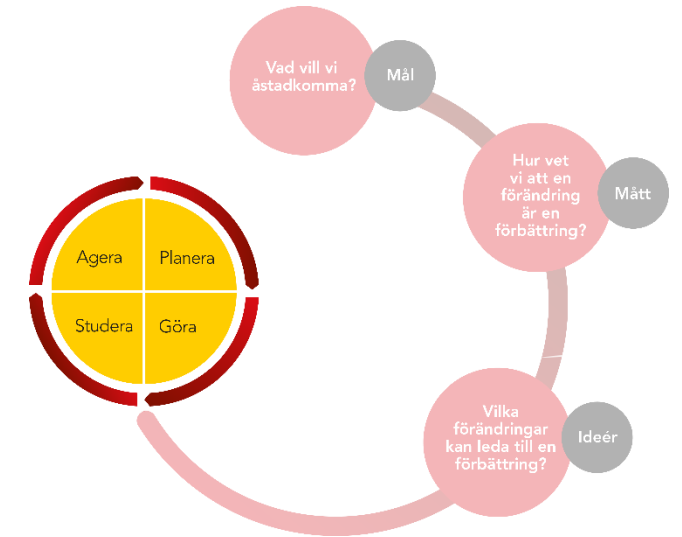 Vad vill vi
åstadkomma?
Mål
Hur vet
vi att en
förändring
är en
förbättring?
Mått
Vilka
förändringar
kan leda till en
förbättring?
Ideér
Agera
Planera
Studera
Göra